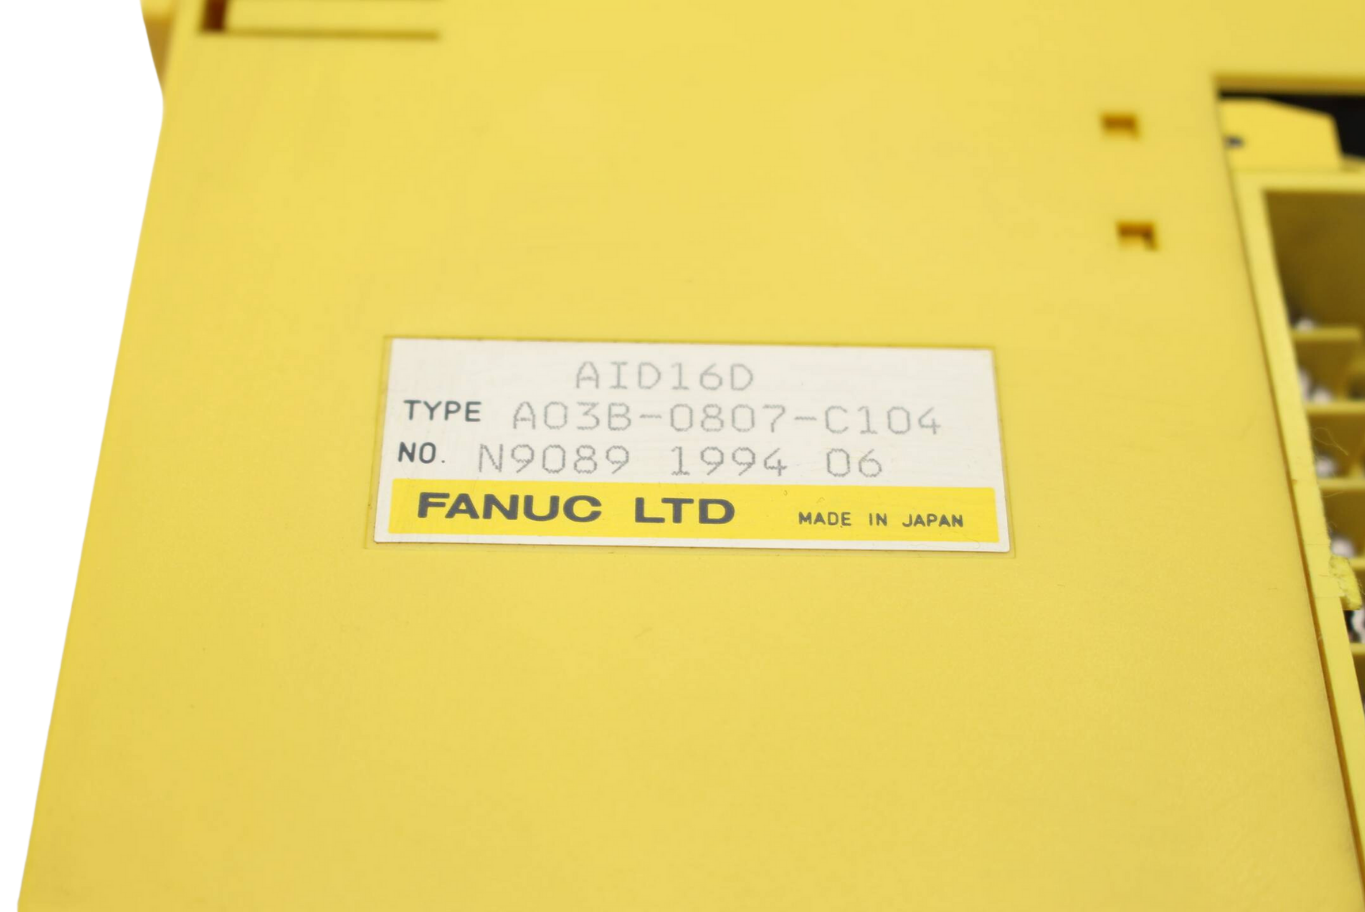 AID16D
TYPE A03B-0807-C104
NO. N9089 1994 06
FANUC LTD MADE IN JAPAN